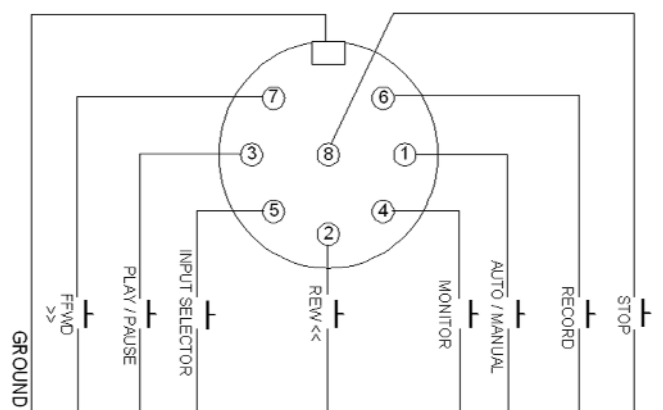 7
6
3
8
1
5
4
2
GROUND
FFWD
>>
PLAY / PAUSE
INPUT SELECTOR
REW <<
MONITOR
AUTO / MANUAL
RECORD
STOP